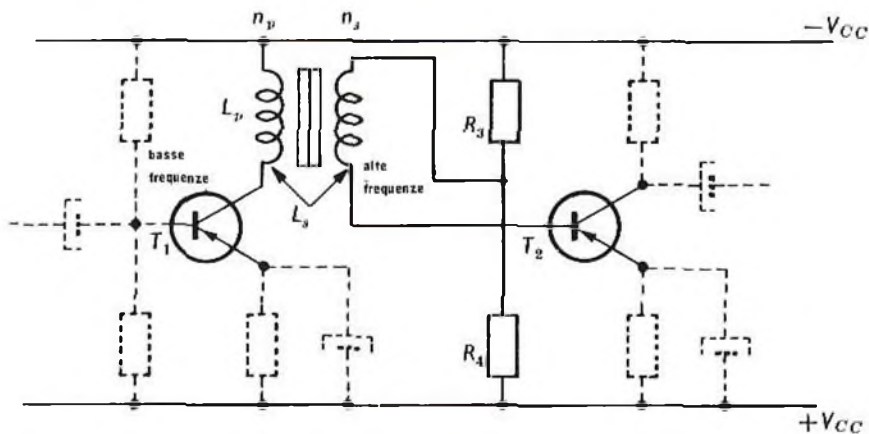 n_p n_s
-V_CC
L_p
R_3
basse
frequenze
alte
frequenze
L_s
T_1
T_2
R_4
+V_CC